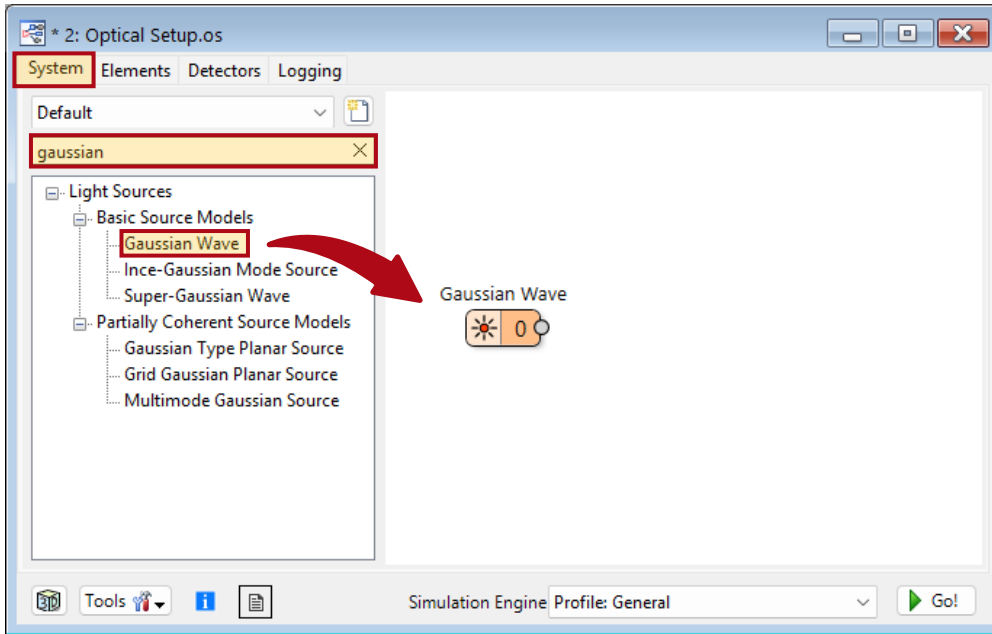 * 2: Optical Setup.os
System Elements Detectors Logging
Default
gaussian
Light Sources
Basic Source Models
Gaussian Wave
Ince-Gaussian Mode Source
Super-Gaussian Wave
Partially Coherent Source Models
Gaussian Type Planar Source
Grid Gaussian Planar Source
Multimode Gaussian Source
Gaussian Wave
0
3D Tools i Simulation Engine Profile: General Go!